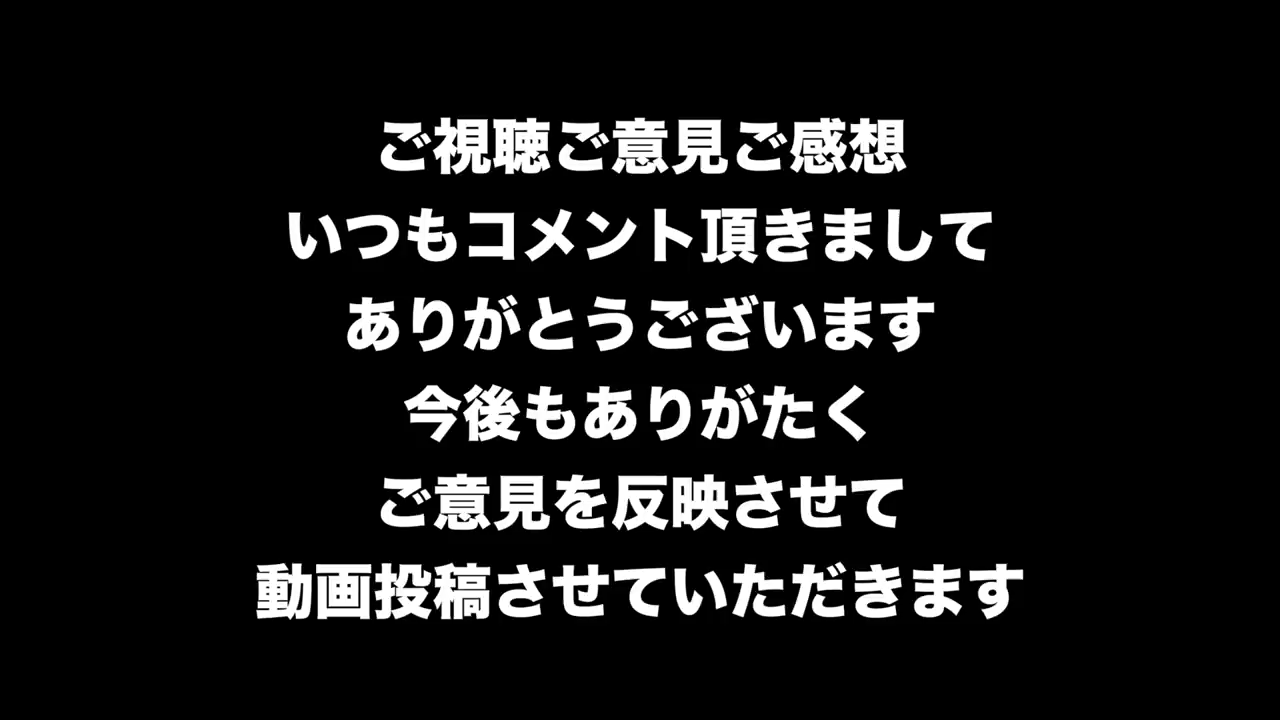 ご視聴ご意見ご感想
いつもコメント頂きまして
ありがとうございます
今後もありがたく
ご意見を反映させて
動画投稿させていただきます